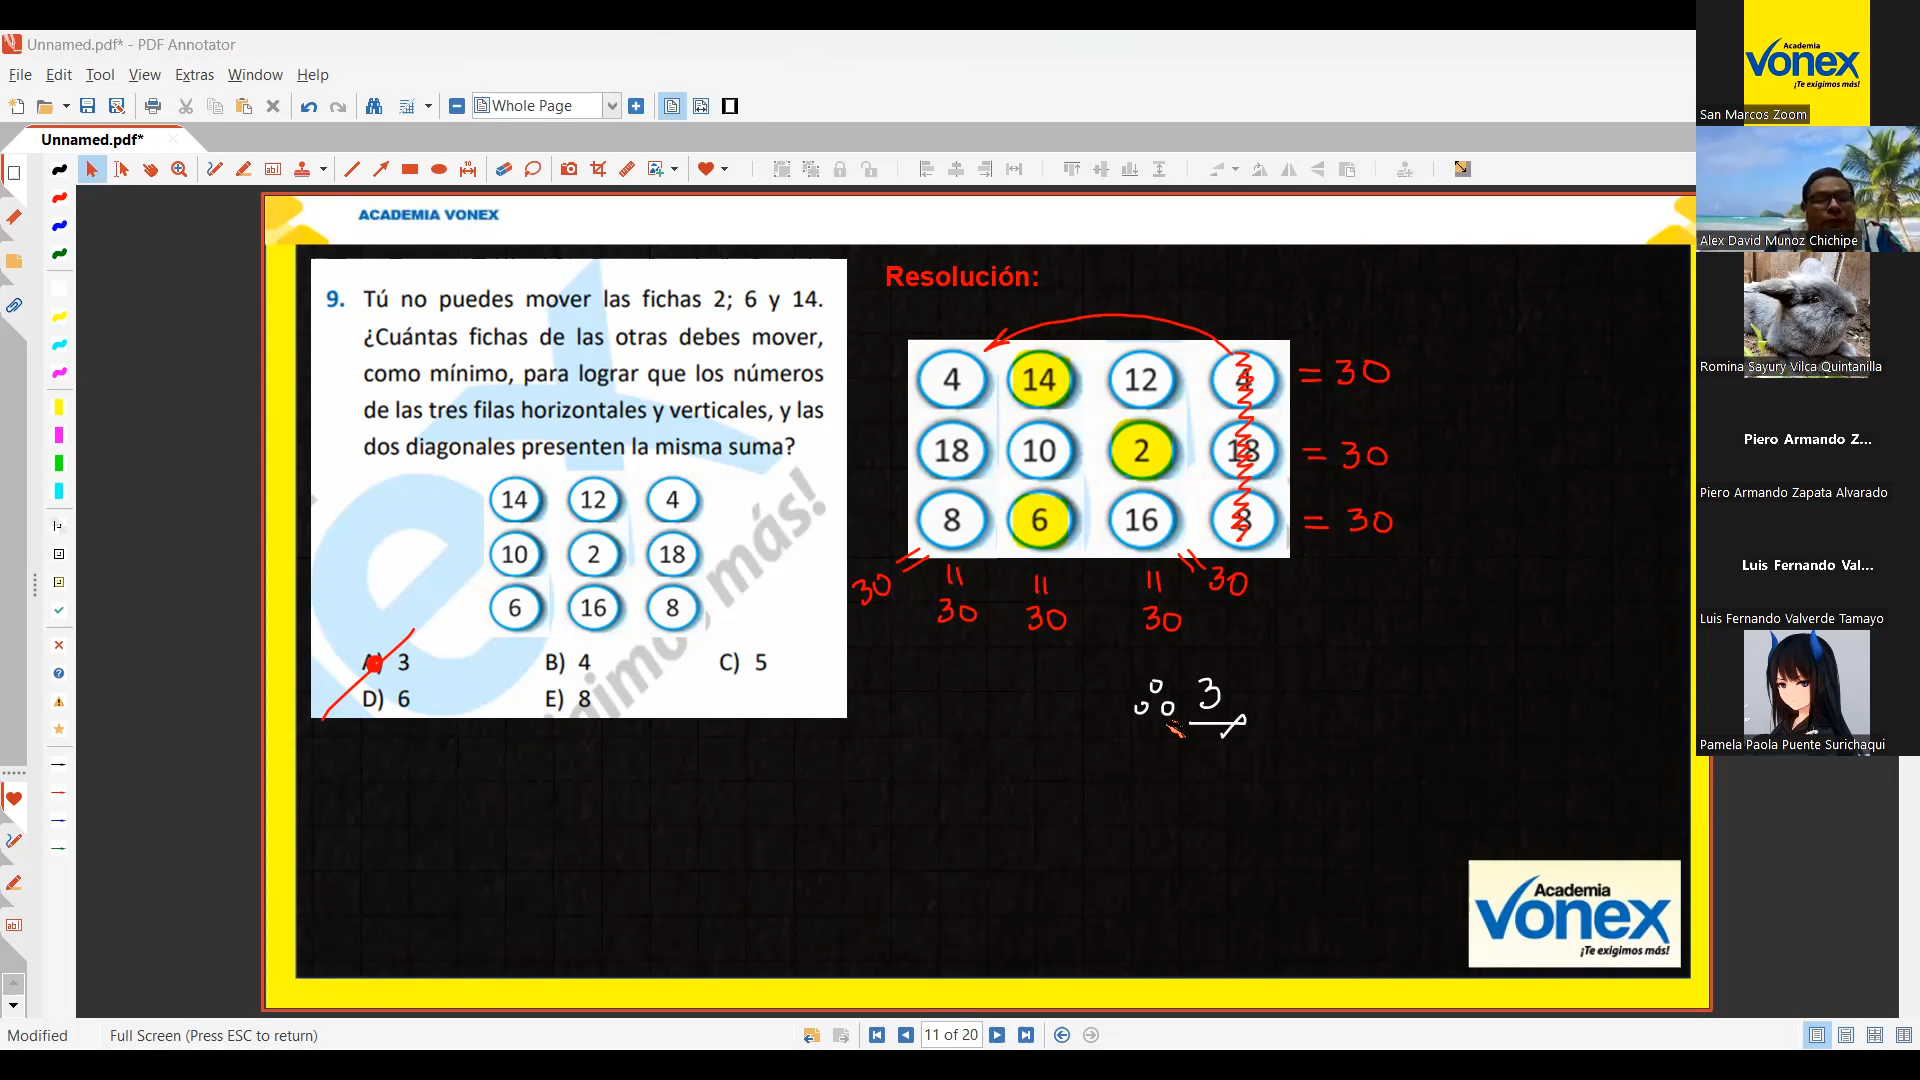 Unnamed.pdf* - PDF Annotator
File Edit Tool View Extras Window Help
Whole Page
Unnamed.pdf*
ACADEMIA VONEX
9. Tú no puedes mover las fichas 2; 6 y 14.
¿Cuántas fichas de las otras debes mover,
como mínimo, para lograr que los números
de las tres filas horizontales y verticales, y las
dos diagonales presenten la misma suma?
14 12 4
10 2 18
6 16 8
A) 3 B) 4 C) 5
D) 6 E) 8
más!
Resolución:
4 14 12 4 = 30
18 10 2 18 = 30
8 6 16 8 = 30
30 = 30 = 30 = 30 = 30
3
Academia
Vonex
¡Te exigimos más!
Academia
Vonex
¡Te exigimos más!
San Marcos Zoom
Alex David Munoz Chichipe
Romina Sayury Vilca Quintanilla
Piero Armando Z...
Piero Armando Zapata Alvarado
Luis Fernando Val...
Luis Fernando Valverde Tamayo
Pamela Paola Puente Surichaqui
Modified Full Screen (Press ESC to return) 11 of 20